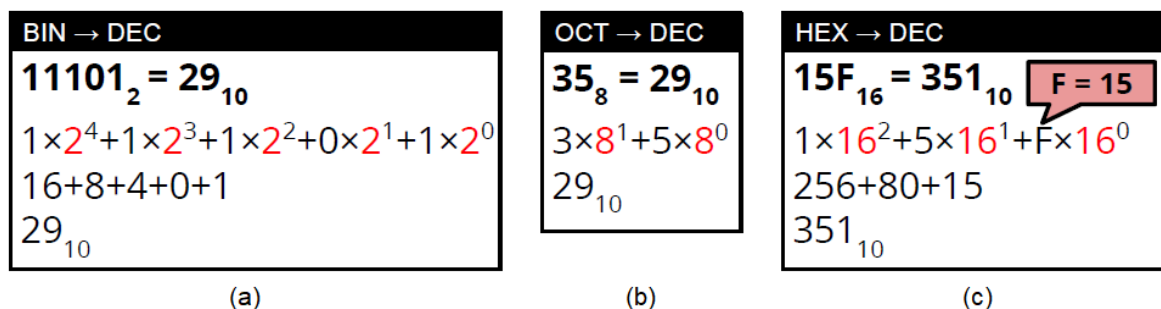 BIN → DEC
11101₂ = 29₁₀
1×2⁴+1×2³+1×2²+0×2¹+1×2⁰
16+8+4+0+1
29₁₀
(a)
OCT → DEC
35₈ = 29₁₀
3×8¹+5×8⁰
29₁₀
(b)
HEX → DEC
15F₁₆ = 351₁₀
F = 15
1×16²+5×16¹+F×16⁰
256+80+15
351₁₀
(c)